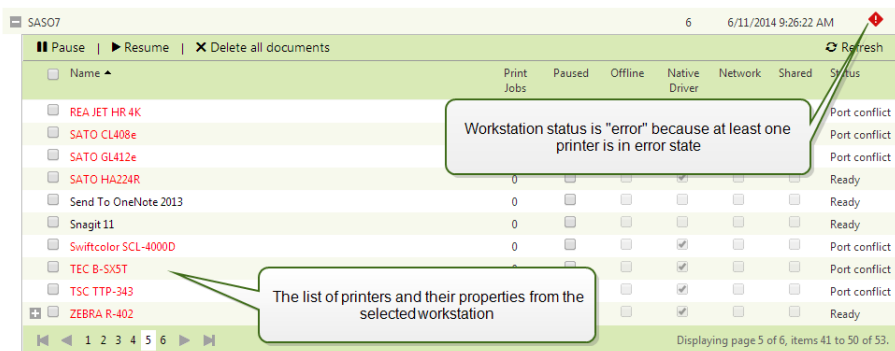 SASO7 6 6/11/2014 9:26:22 AM
Pause | Resume | Delete all documents Refresh
Name Print Jobs Paused Offline Native Driver Network Shared Status
REA JET HR 4K Port conflict
SATO CL408e Port conflict
SATO GL412e Port conflict
Workstation status is "error" because at least one
printer is in error state
SATO HA224R 0 Ready
Send To OneNote 2013 0 Ready
Snagit 11 0 Ready
Swiftcolor SCL-4000D 0 Port conflict
TEC B-SX5T Port conflict
TSC TTP-343 Port conflict
ZEBRA R-402 Ready
The list of printers and their properties from the
selected workstation
1 2 3 4 5 6 Displaying page 5 of 6, items 41 to 50 of 53.